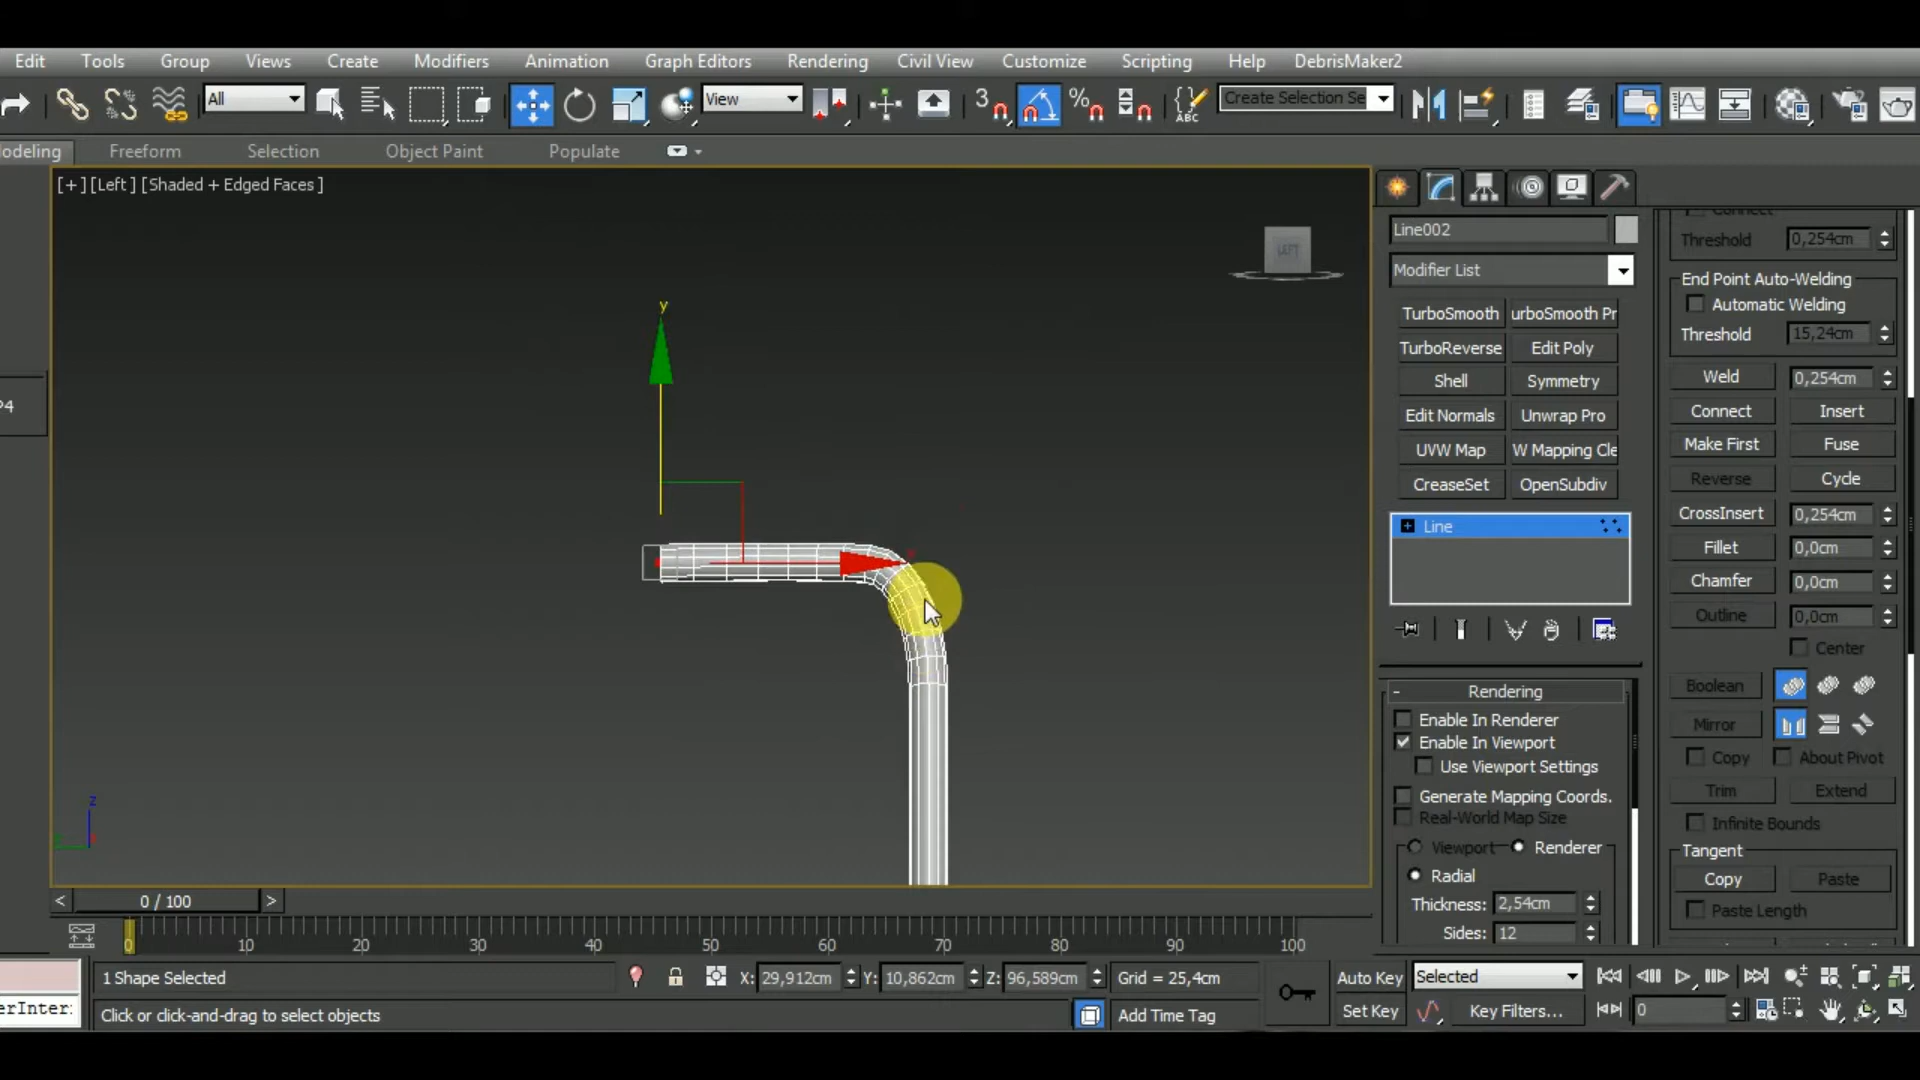 Edit Tools Group Views Create Modifiers Animation Graph Editors Rendering Civil View Customize Scripting Help DebrisMaker2
All View 3 % ABC Create Selection Se
odeling Freeform Selection Object Paint Populate
[+] [Left] [Shaded + Edged Faces]
LEFT
y
z
P4
Line002
Modifier List
TurboSmooth urboSmooth Pr
TurboReverse Edit Poly
Shell Symmetry
Edit Normals Unwrap Pro
UVW Map W Mapping Cle
CreaseSet OpenSubdiv
Line
- Rendering
Enable In Renderer
Enable In Viewport
Use Viewport Settings
Generate Mapping Coords.
Real-World Map Size
Viewport Renderer
Radial
Thickness: 2,54cm
Sides: 12
Connect
Threshold 0,254cm
End Point Auto-Welding
Automatic Welding
Threshold 15,24cm
Weld 0,254cm
Connect Insert
Make First Fuse
Reverse Cycle
CrossInsert 0,254cm
Fillet 0,0cm
Chamfer 0,0cm
Outline 0,0cm
Center
Boolean
Mirror
Copy About Pivot
Trim Extend
Infinite Bounds
Tangent
Copy Paste
Paste Length
< 0 / 100 >
0 10 20 30 40 50 60 70 80 90 100
1 Shape Selected X: 29,912cm Y: 10,862cm Z: 96,589cm Grid = 25,4cm Auto Key Selected
erInter: Click or click-and-drag to select objects Add Time Tag Set Key Key Filters... 0